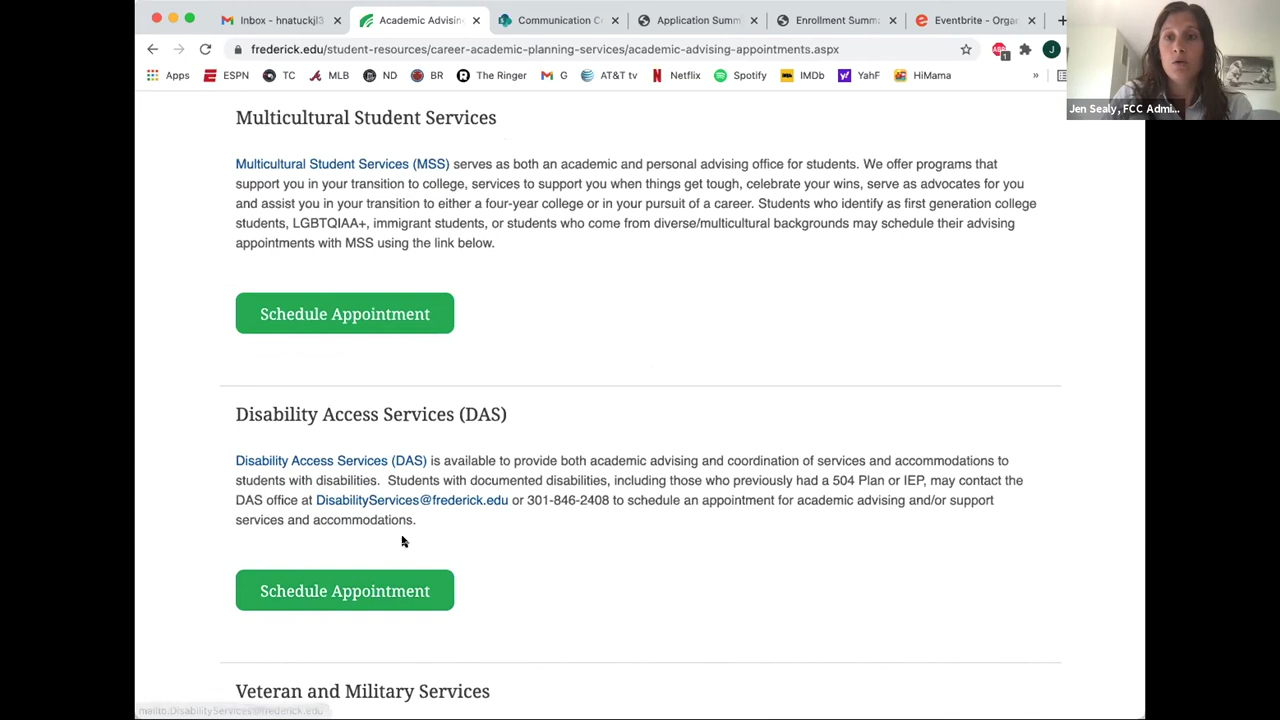 Inbox - hnatuckjl3
Academic Advisin
Communication C
Application Summ
Enrollment Summa
Eventbrite - Orga
frederick.edu/student-resources/career-academic-planning-services/academic-advising-appointments.aspx
1
J
Apps ESPN TC MLB ND BR The Ringer G AT&T tv Netflix Spotify IMDb YahF HiMama »
Jen Sealy, FCC Admi...
Multicultural Student Services
Multicultural Student Services (MSS) serves as both an academic and personal advising office for students. We offer programs that
support you in your transition to college, services to support you when things get tough, celebrate your wins, serve as advocates for you
and assist you in your transition to either a four-year college or in your pursuit of a career. Students who identify as first generation college
students, LGBTQIAA+, immigrant students, or students who come from diverse/multicultural backgrounds may schedule their advising
appointments with MSS using the link below.
Schedule Appointment
Disability Access Services (DAS)
Disability Access Services (DAS) is available to provide both academic advising and coordination of services and accommodations to
students with disabilities. Students with documented disabilities, including those who previously had a 504 Plan or IEP, may contact the
DAS office at DisabilityServices@frederick.edu or 301-846-2408 to schedule an appointment for academic advising and/or support
services and accommodations.
Schedule Appointment
Veteran and Military Services
mailto:DisabilityServices@frederick.edu